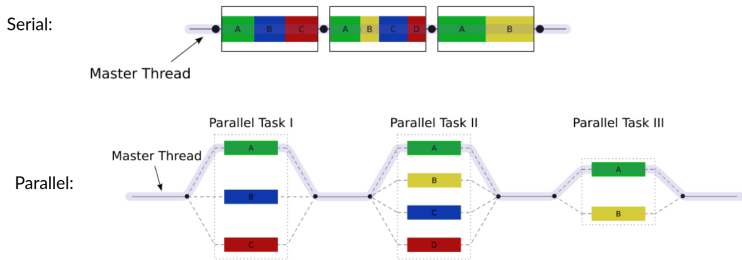 Serial:
A B C A B C D A B
Master Thread
Parallel Task I Parallel Task II Parallel Task III
A A
Master Thread
A
B
Parallel: B
C B
C D